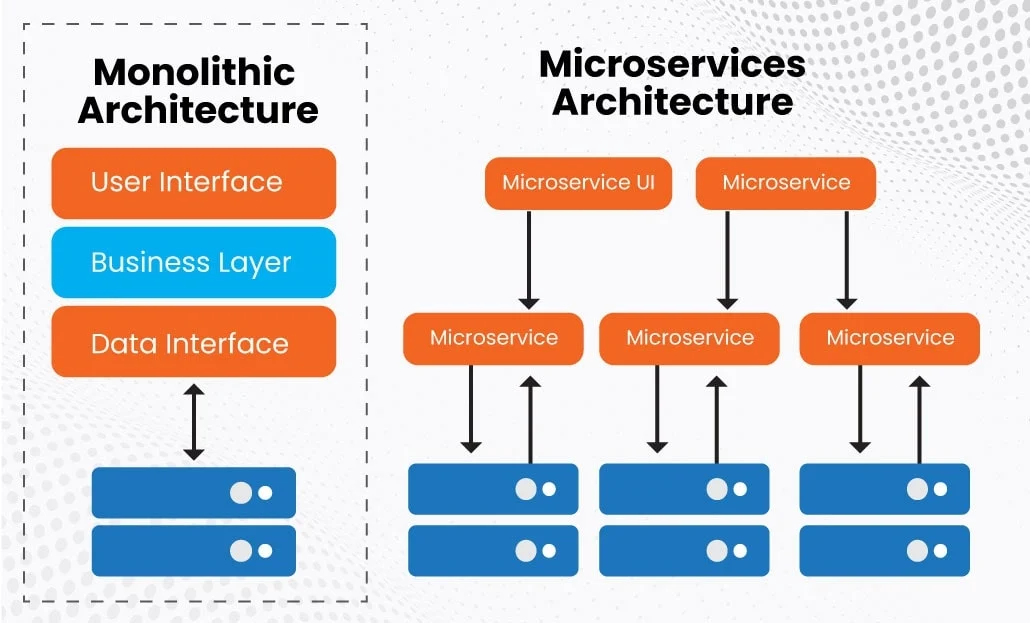 Monolithic
Architecture
User Interface
Business Layer
Data Interface
Microservices
Architecture
Microservice UI
Microservice
Microservice
Microservice
Microservice